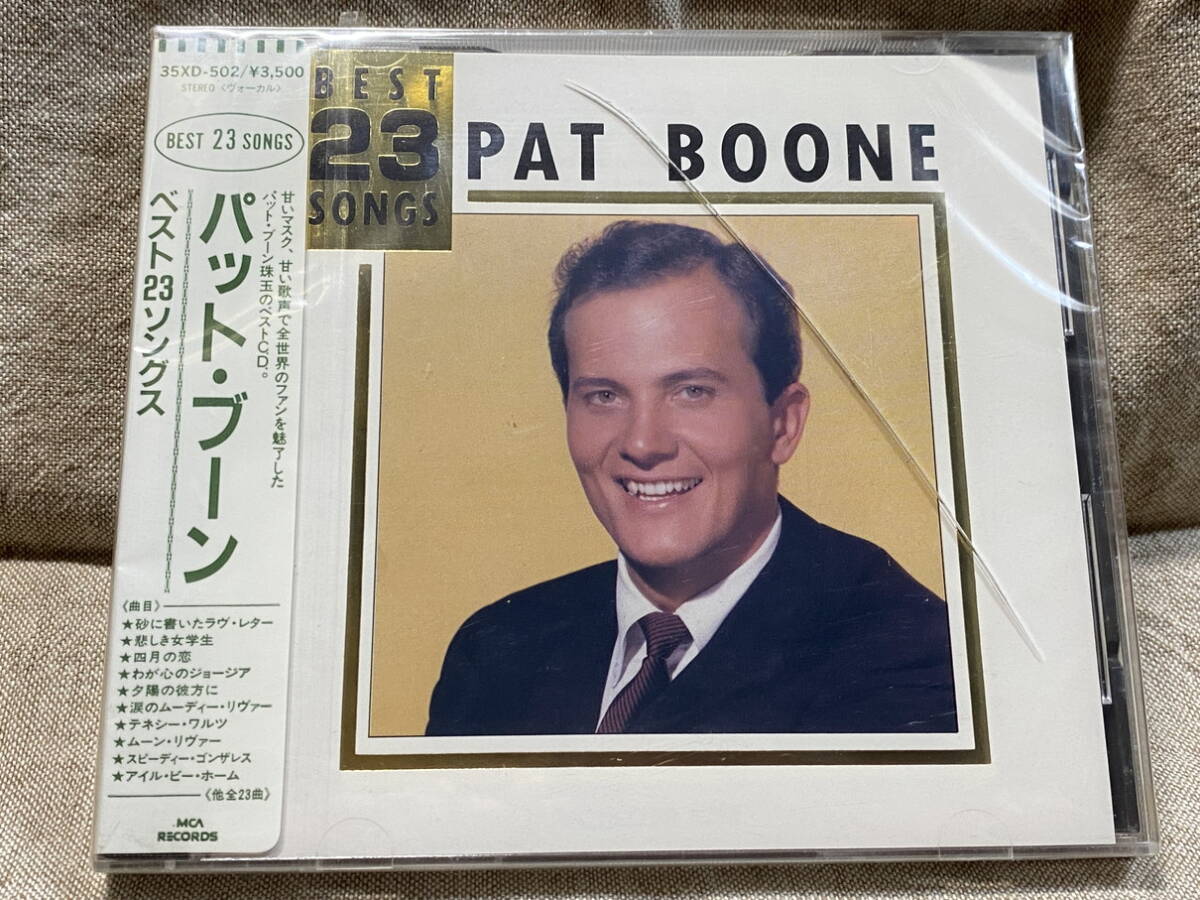 35XD-502/¥3,500
STEREO〈ヴォーカル〉
BEST 23 SONGS
甘いマスク、甘い歌声で全世界のファンを魅了した
パット・ブーン珠玉のベストCD。
パット・ブーン
ベスト23ソングス
《曲目》
★砂に書いたラヴ・レター
★悲しき女学生
★四月の恋
★わが心のジョージア
★夕陽の彼方に
★涙のムーディー・リヴァー
★テネシー・ワルツ
★ムーン・リヴァー
★スピーディー・ゴンザレス
★アイル・ビー・ホーム
《他全23曲》
MCA
RECORDS
BEST
23
SONGS
PAT BOONE